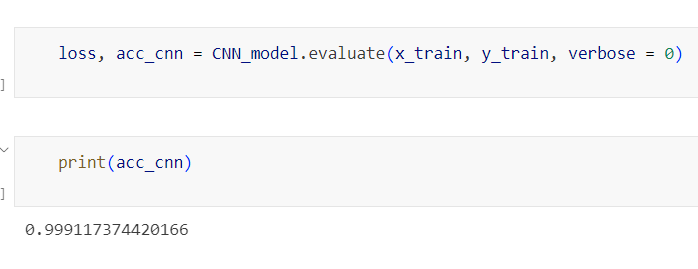 loss, acc_cnn = CNN_model.evaluate(x_train, y_train, verbose = 0)
]
print(acc_cnn)
]
0.999117374420166